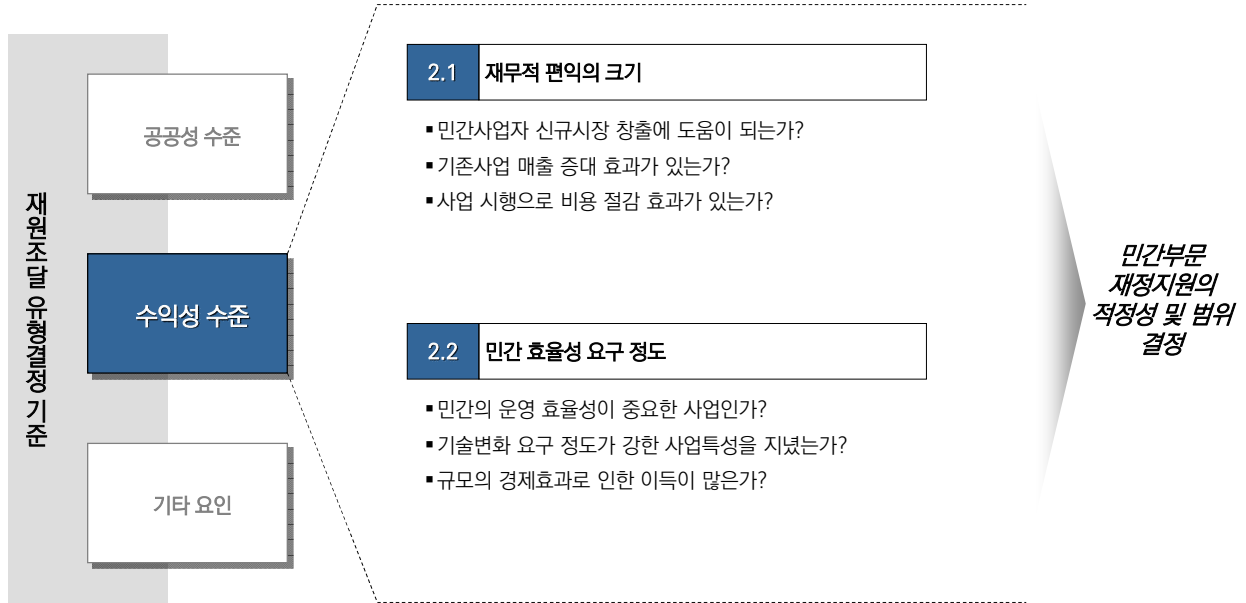 재원조달 유형결정 기준
공공성 수준
수익성 수준
기타 요인
2.1 재무적 편익의 크기
▪민간사업자 신규시장 창출에 도움이 되는가?
▪기존사업 매출 증대 효과가 있는가?
▪사업 시행으로 비용 절감 효과가 있는가?
2.2 민간 효율성 요구 정도
▪민간의 운영 효율성이 중요한 사업인가?
▪기술변화 요구 정도가 강한 사업특성을 지녔는가?
▪규모의 경제효과로 인한 이득이 많은가?
민간부문
재정지원의
적정성 및 범위
결정